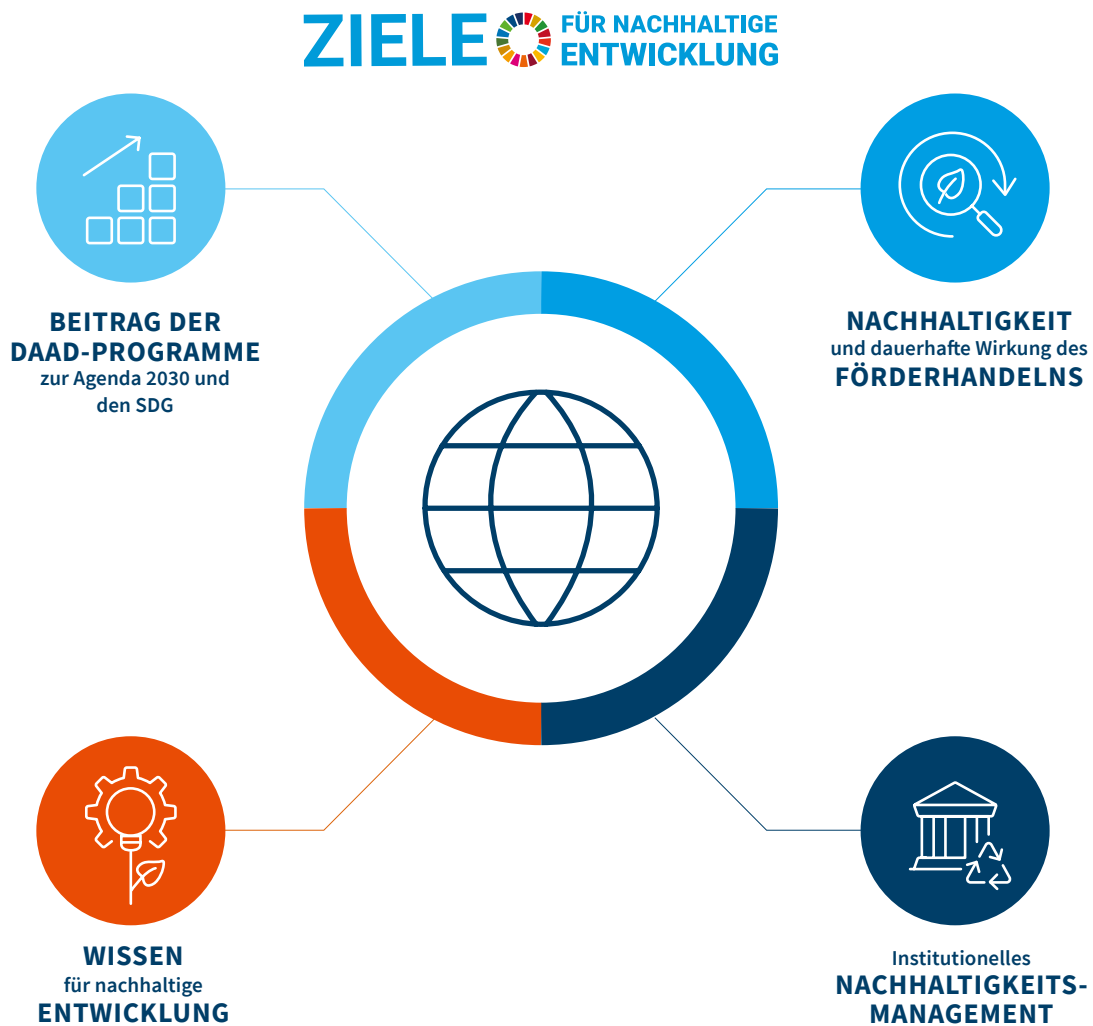 ZIELE FÜR NACHHALTIGE
ENTWICKLUNG
BEITRAG DER
DAAD-PROGRAMME
zur Agenda 2030 und
den SDG
NACHHALTIGKEIT
und dauerhafte Wirkung des
FÖRDERHANDELNS
WISSEN
für nachhaltige
ENTWICKLUNG
Institutionelles
NACHHALTIGKEITS-
MANAGEMENT